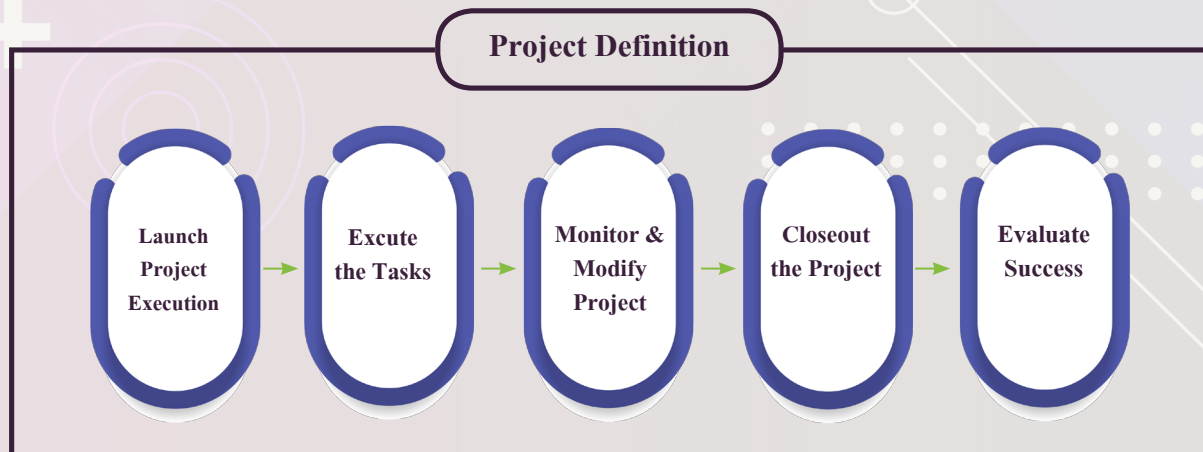 Project Definition
Launch
Project
Execution
Excute
the Tasks
Monitor &
Modify
Project
Closeout
the Project
Evaluate
Success